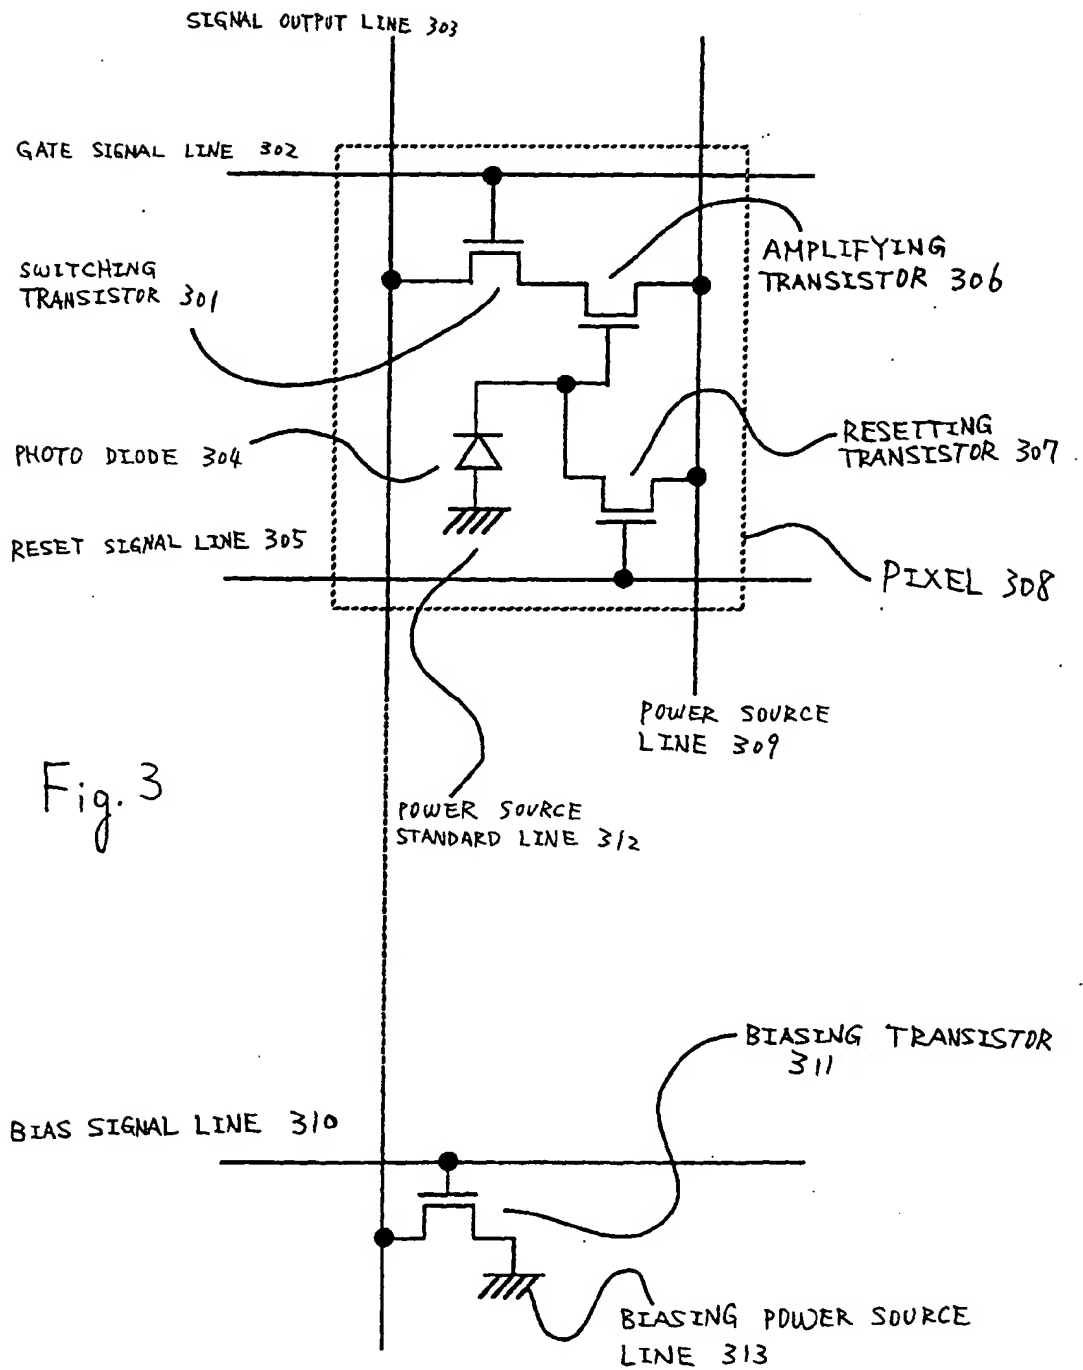 SIGNAL OUTPUT LINE 303
GATE SIGNAL LINE 302
SWITCHING
TRANSISTOR 301
AMPLIFYING
TRANSISTOR 306
PHOTO DIODE 304
RESETTING
TRANSISTOR 307
RESET SIGNAL LINE 305
PIXEL 308
POWER SOURCE
LINE 309
Fig. 3
POWER SOURCE
STANDARD LINE 312
BIASING TRANSISTOR
311
BIAS SIGNAL LINE 310
BIASING POWER SOURCE
LINE 313